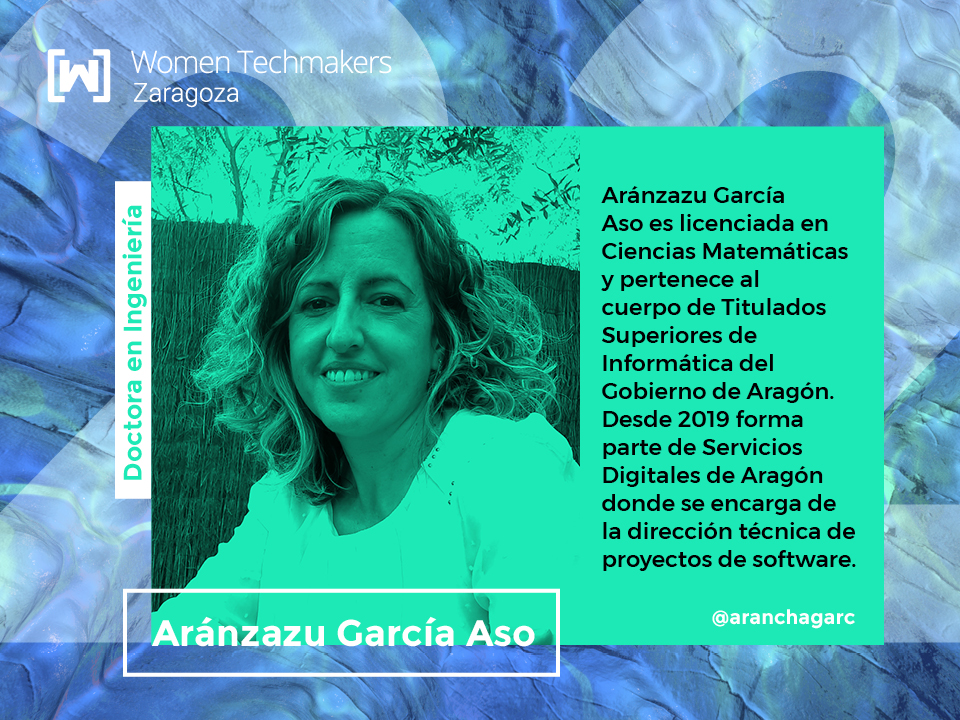 Women Techmakers
Zaragoza
Doctora en Ingeniería
Aránzazu García
Aso es licenciada en
Ciencias Matemáticas
y pertenece al
cuerpo de Titulados
Superiores de
Informática del
Gobierno de Aragón.
Desde 2019 forma
parte de Servicios
Digitales de Aragón
donde se encarga de
la dirección técnica de
proyectos de software.
@aranchagarc
Aránzazu García Aso